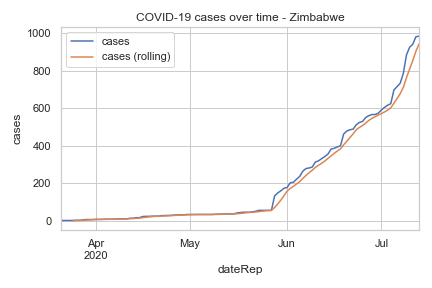 COVID-19 cases over time - Zimbabwe
cases
cases (rolling)
1000
800
600
400
200
0
cases
Apr
2020
May
Jun
Jul
dateRep